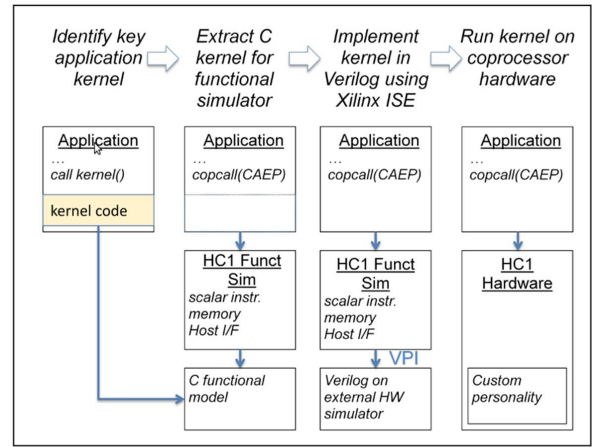 Identify key
application
kernel
Extract C
kernel for
functional
simulator
Implement
kernel in
Verilog using
Xilinx ISE
Run kernel on
coprocessor
hardware
Application
...
call kernel()
kernel code
Application
...
copcall(CAEP)
Application
...
copcall(CAEP)
Application
...
copcall(CAEP)
HC1 Funct
Sim
scalar instr.
memory
Host I/F
HC1 Funct
Sim
scalar instr.
memory
Host I/F
HC1
Hardware
VPI
C functional
model
Verilog on
external HW
simulator
Custom
personality